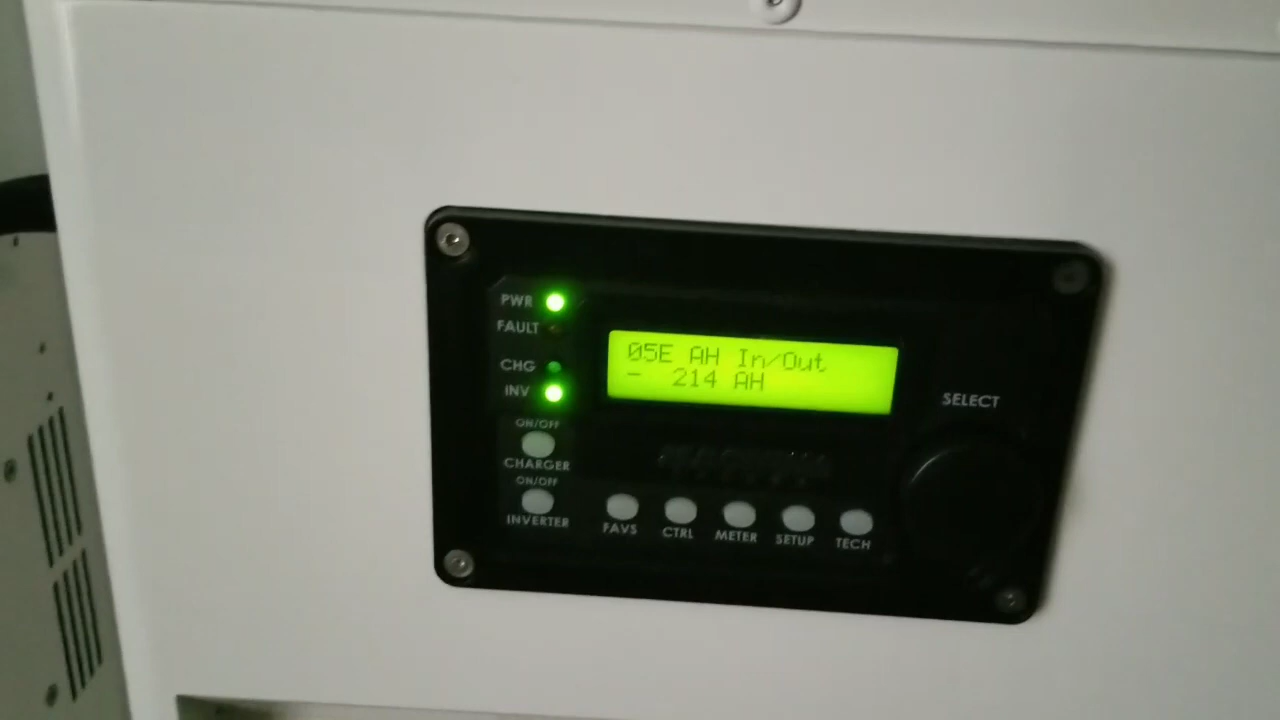 PWR
FAULT
CHG
INV
ON/OFF
CHARGER
ON/OFF
INVERTER
05E AH In/Out
- 214 AH
SELECT
FAVS
CTRL
METER
SETUP
TECH